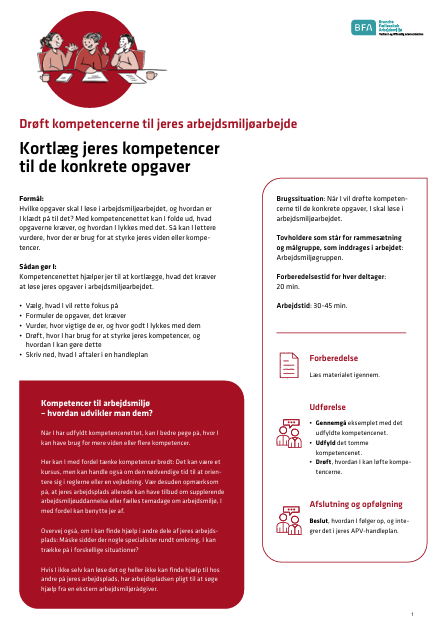 BFA
Branche
Fællesskab
Arbejdsmiljø
Drøft kompetencerne til jeres arbejdsmiljøarbejde
Kortlæg jeres kompetencer
til de konkrete opgaver
Formål:
Hvilke opgaver skal I løse i arbejdsmiljøarbejdet, og hvordan er
I klædt på til det? Med kompetencenettet kan I folde ud, hvad
opgaverne kræver, og hvordan I lykkes med det. Så kan I lettere
vurdere, hvor der er brug for at styrke jeres viden eller kompe-
tencer.
Sådan gør I:
Kompetencenettet hjælper jer til at kortlægge, hvad det kræver
at løse jeres opgaver i arbejdsmiljøarbejdet.
• Vælg, hvad I vil rette fokus på
• Formuler de opgaver, det kræver
• Vurder, hvor vigtige de er, og hvor godt I lykkes med dem
• Drøft, hvor I har brug for at styrke jeres kompetencer, og
hvordan I kan gøre dette
• Skriv ned, hvad I aftaler i en handleplan
Kompetencer til arbejdsmiljø
– hvordan udvikler man dem?
Når I har udfyldt kompetencenettet, kan I bedre pege på, hvor I
kan have brug for mere viden eller flere kompetencer.
Her kan I med fordel tænke kompetencer bredt: Det kan være et
kursus, men kan handle også om den nødvendige tid til at orien-
tere sig i reglerne eller en vejledning. Vær desuden opmærksom
på, at jeres arbejdsplads allerede kan have tilbud om supplerende
arbejdsmiljøuddannelse eller fælles temadage om arbejdsmiljø, I
med fordel kan benytte jer af.
Overvej også, om I kan finde hjælp i andre dele af jeres arbejds-
plads: Måske sidder der nogle specialister rundt omkring, I kan
trække på i forskellige situationer?
Hvis I ikke selv kan løse det og heller ikke kan finde hjælp til hos
andre på jeres arbejdsplads, har arbejdspladsen pligt til at søge
hjælp fra en ekstern arbejdsmiljørådgiver.
Brugssituation: Når I vil drøfte kompeten-
cerne til de konkrete opgaver, I skal løse i
arbejdsmiljøarbejdet.
Tovholdere som står for rammesætning
og målgruppe, som inddrages i arbejdet:
Arbejdsmiljøgruppen.
Forberedelsestid for hver deltager:
20 min.
Arbejdstid: 30-45 min.
Forberedelse
Læs materialet igennem.
Udførelse
• Gennemgå eksemplet med det
udfyldte kompetencenet.
• Udfyld det tomme
kompetencenet.
• Drøft, hvordan I kan løfte kompe-
tencerne.
Afslutning og opfølgning
Beslut, hvordan I følger op, og inte-
grer det i jeres APV-handleplan.
1